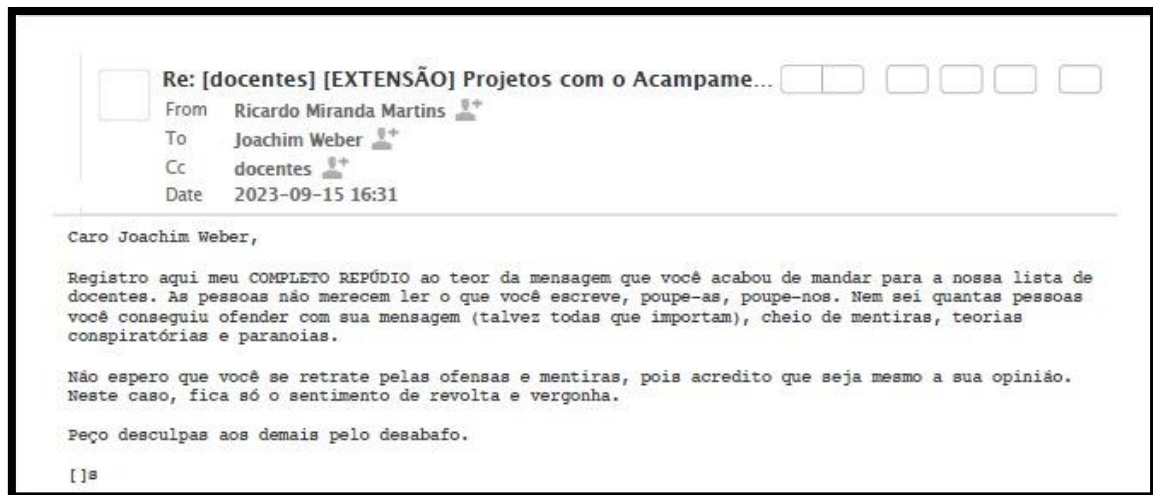 Re: [docentes] [EXTENSÃO] Projetos com o Acampame...
From Ricardo Miranda Martins
To Joachim Weber
Cc docentes
Date 2023-09-15 16:31
Caro Joachim Weber,
Registro aqui meu COMPLETO REPÚDIO ao teor da mensagem que você acabou de mandar para a nossa lista de
docentes. As pessoas não merecem ler o que você escreve, poupe-as, poupe-nos. Nem sei quantas pessoas
você conseguiu ofender com sua mensagem (talvez todas que importam), cheio de mentiras, teorias
conspiratórias e paranoias.
Não espero que você se retrate pelas ofensas e mentiras, pois acredito que seja mesmo a sua opinião.
Neste caso, fica só o sentimento de revolta e vergonha.
Peço desculpas aos demais pelo desabafo.
[]s